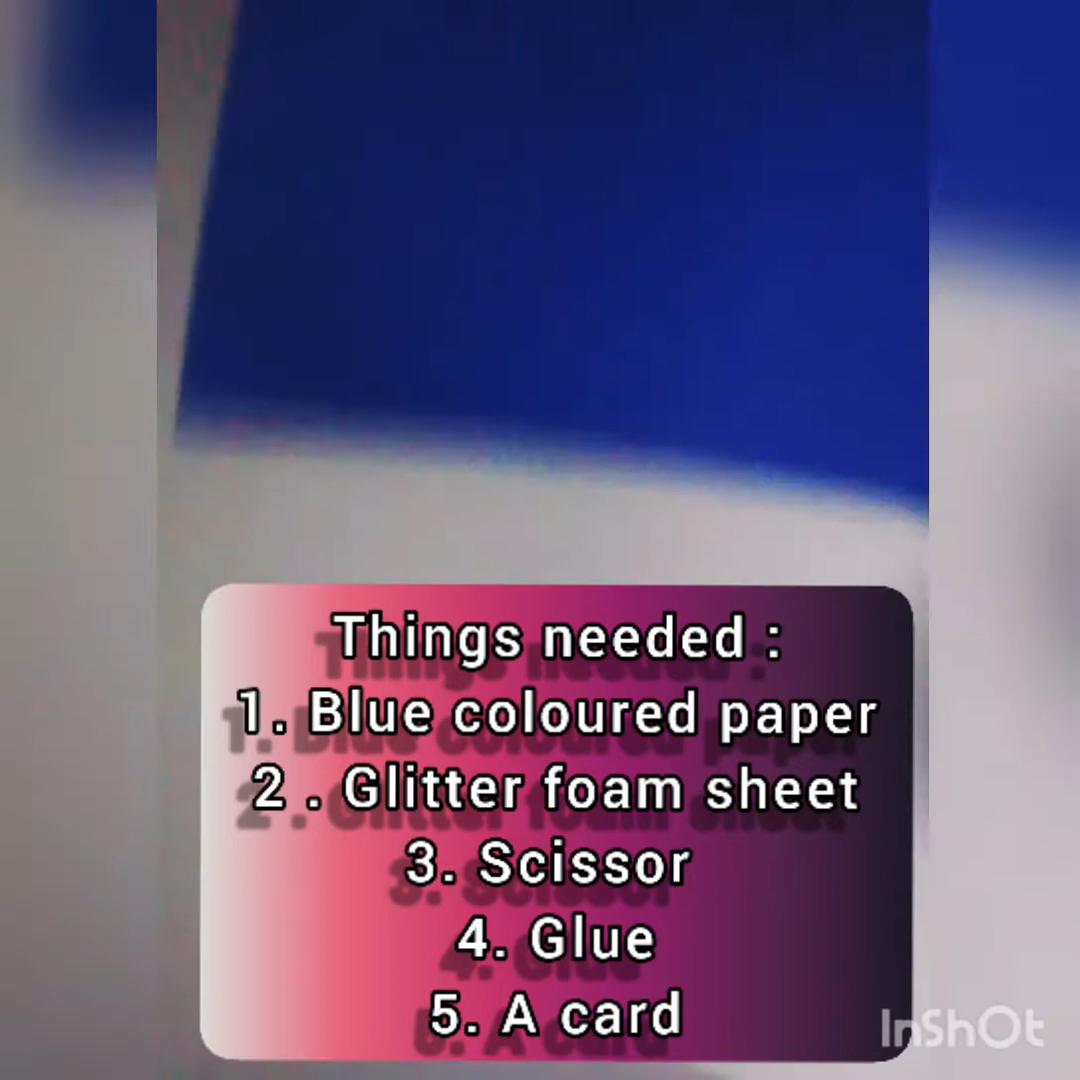 Things needed :
1. Blue coloured paper
2 . Glitter foam sheet
3. Scissor
4. Glue
5. A card
InShOt